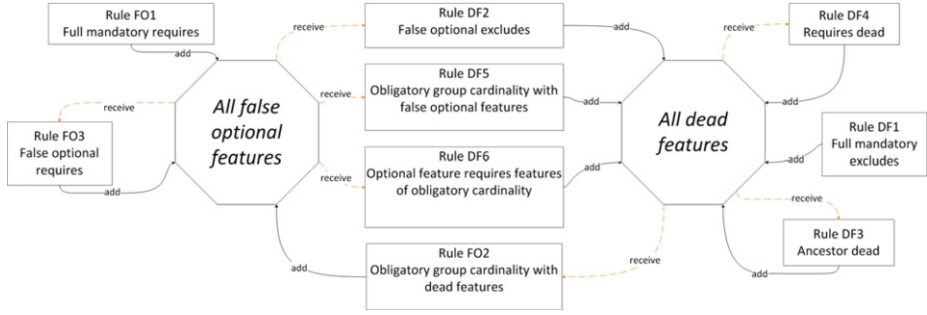 Rule FO1
Full mandatory requires
add
receive
Rule FO3
False optional
requires
add
All false
optional
features
receive
Rule DF2
False optional excludes
add
receive
Rule DF5
Obligatory group cardinality with
false optional features
add
receive
Rule DF6
Optional feature requires features
of obligatory cardinality
add
add
Rule FO2
Obligatory group cardinality with
dead features
receive
All dead
features
receive
Rule DF4
Requires dead
add
Rule DF1
Full mandatory
excludes
add
receive
Rule DF3
Ancestor dead
add